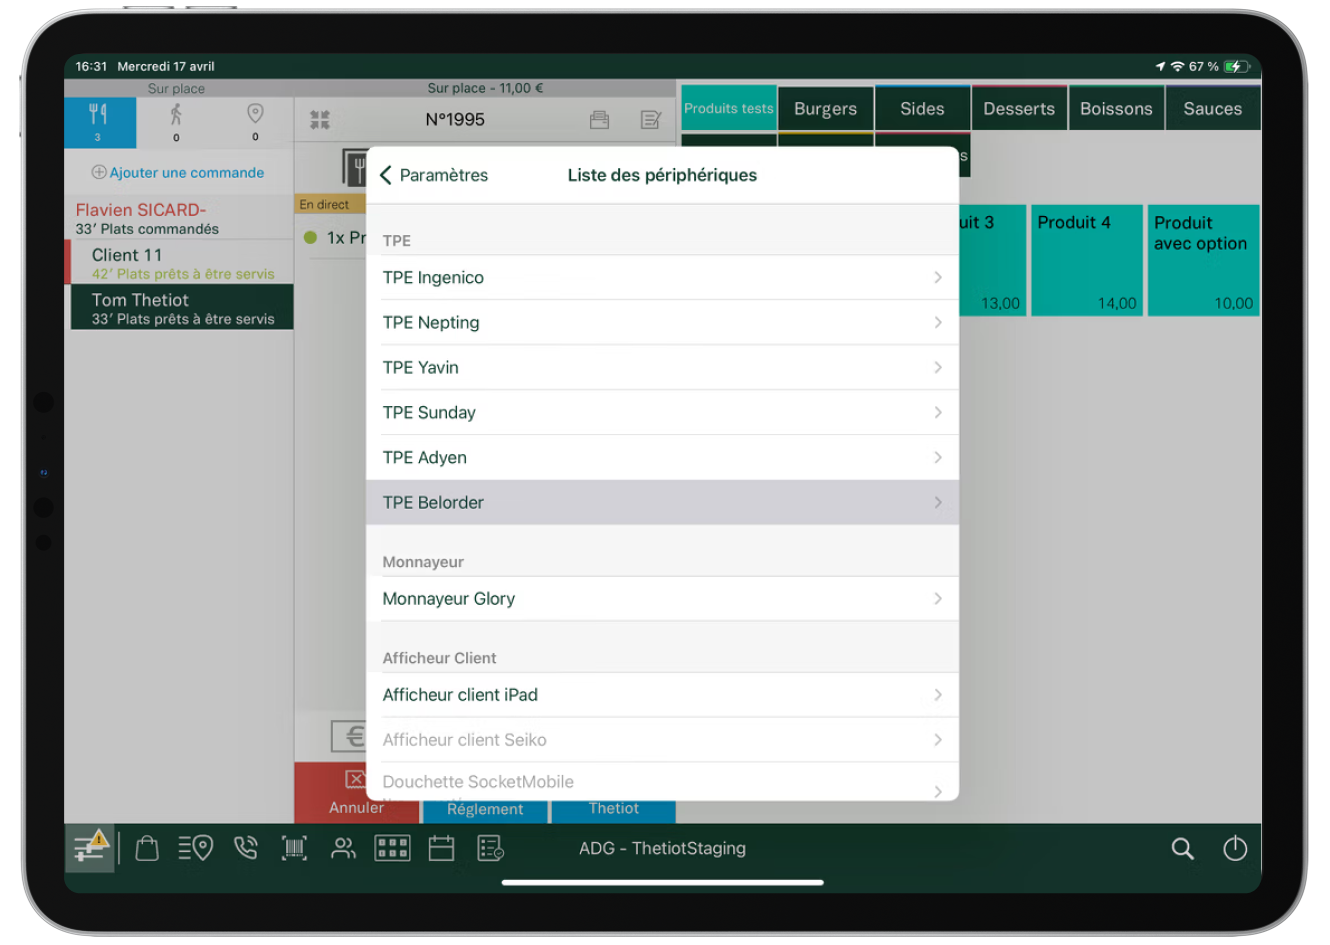 16:31 Mercredi 17 avril
67 %
Sur place
3
0
0
Ajouter une commande
Flavien SICARD-
33’ Plats commandés
Client 11
42’ Plats prêts à être servis
Tom Thetiot
33’ Plats prêts à être servis
Sur place - 11,00 €
N°1995
En direct
1x Pr
Annuler
Réglement
Thetiot
Produits tests
Burgers
Sides
Desserts
Boissons
Sauces
s
uit 3
13,00
Produit 4
14,00
Produit
avec option
10,00
Paramètres
Liste des périphériques
TPE
TPE Ingenico
TPE Nepting
TPE Yavin
TPE Sunday
TPE Adyen
TPE Belorder
Monnayeur
Monnayeur Glory
Afficheur Client
Afficheur client iPad
Afficheur client Seiko
Douchette SocketMobile
ADG - ThetiotStaging